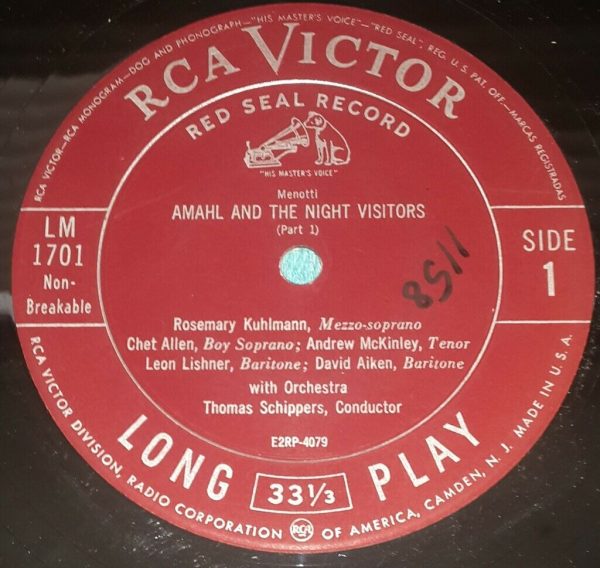 RCA VICTOR—RCA MONOGRAM—DOG AND PHONOGRAPH—"HIS MASTER'S VOICE"—"RED SEAL" REG. U.S. PAT. OFF.—MARCAS REGISTRADAS
RCA VICTOR
RED SEAL RECORD
"HIS MASTER'S VOICE"
Menotti
AMAHL AND THE NIGHT VISITORS
(Part 1)
LM
1701
Non-
Breakable
SIDE
1
1158
Rosemary Kuhlmann, Mezzo-soprano
Chet Allen, Boy Soprano; Andrew McKinley, Tenor
Leon Lishner, Baritone; David Aiken, Baritone
with Orchestra
Thomas Schippers, Conductor
E2RP-4079
LONG 33 1/3 PLAY
RCA VICTOR DIVISION, RADIO CORPORATION RCA OF AMERICA, CAMDEN, N. J. MADE IN U.S.A.